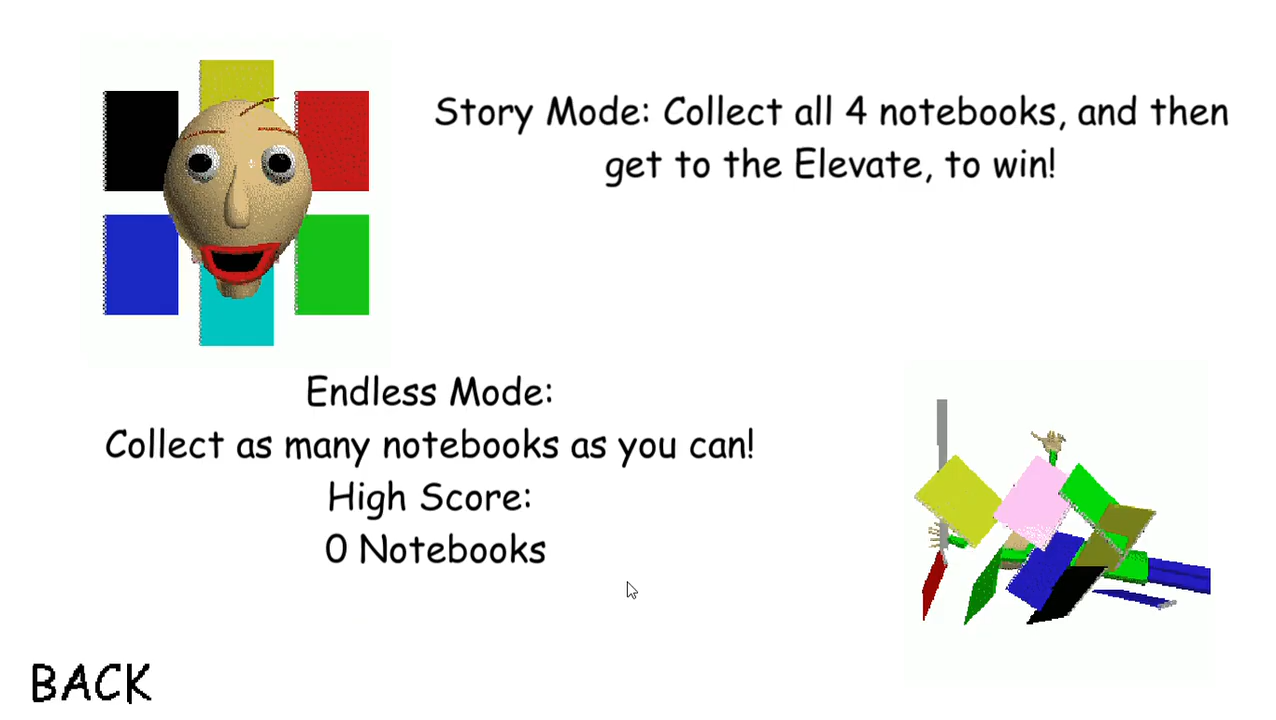 Story Mode: Collect all 4 notebooks, and then
get to the Elevate, to win!
Endless Mode:
Collect as many notebooks as you can!
High Score:
0 Notebooks
BACK